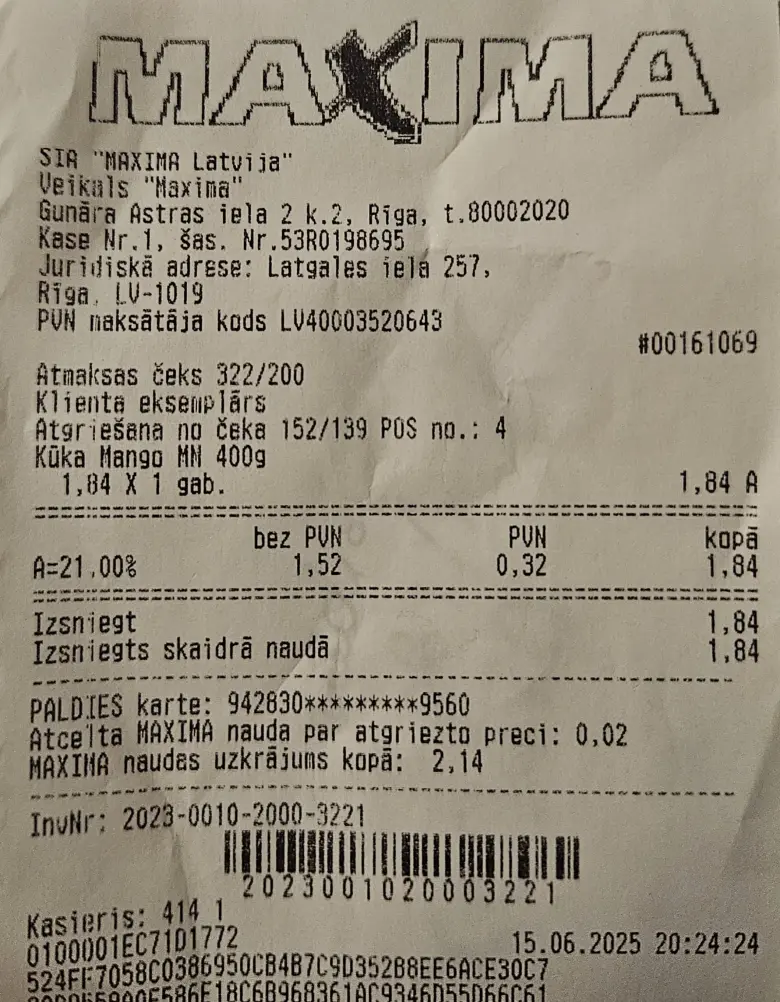 MAXIMA
SIA "MAXIMA Latvija"
Veikals "Maxima"
Gunāra Astras iela 2 k.2, Rīga, t.80002020
Kase Nr.1, šas. Nr.53R0198695
Juridiskā adrese: Latgales iela 257,
Rīga, LV-1019
PVN maksātāja kods LV40003520643
#00161069
Atmaksas čeks 322/200
Klienta eksemplārs
Atgriešana no čeka 152/139 POS no.: 4
Kūka Mango MN 400g
1,84 X 1 gab. 1,84 A
bez PVN PVN kopā
A=21.00% 1,52 0,32 1,84
Izsniegt 1,84
Izsniegts skaidrā naudā 1,84
PALDIES karte: 942830*********9560
Atcelta MAXIMA nauda par atgriezto preci: 0,02
MAXIMA naudas uzkrājums kopā: 2,14
InvNr: 2023-0010-2000-3221
2023001020003221
Kasieris: 414 1
0100001EC71D1772 15.06.2025 20:24:24
524FF7058C0386950CB4B7C9D352B8EE6ACE30C7